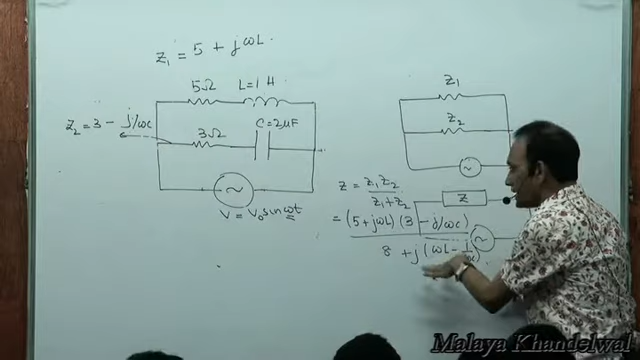 Z₁ = 5 + jωL
5Ω L=1 H
Z₂ = 3 - j/ωc
3Ω C=2μF
V = V₀ sin ωt
Z₁
Z₂
Z = Z₁Z₂ / Z₁+Z₂
Z
= (5+jωL) (3 - j/ωc)
8 + j (ωL - 1/ωc)
Malaya Khandelwal